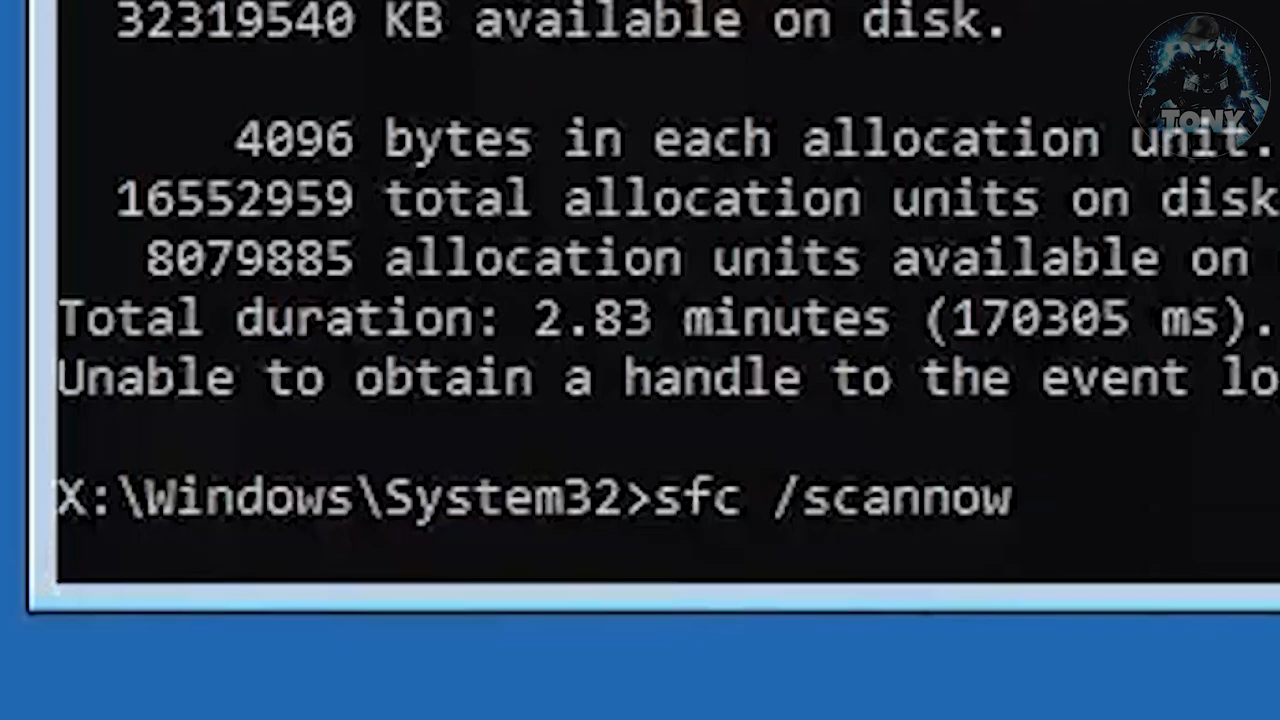 32319540 KB available on disk.
4096 bytes in each allocation unit.
16552959 total allocation units on disk
8079885 allocation units available on
Total duration: 2.83 minutes (170305 ms).
Unable to obtain a handle to the event lo
X:\Windows\System32>sfc /scannow
TONY